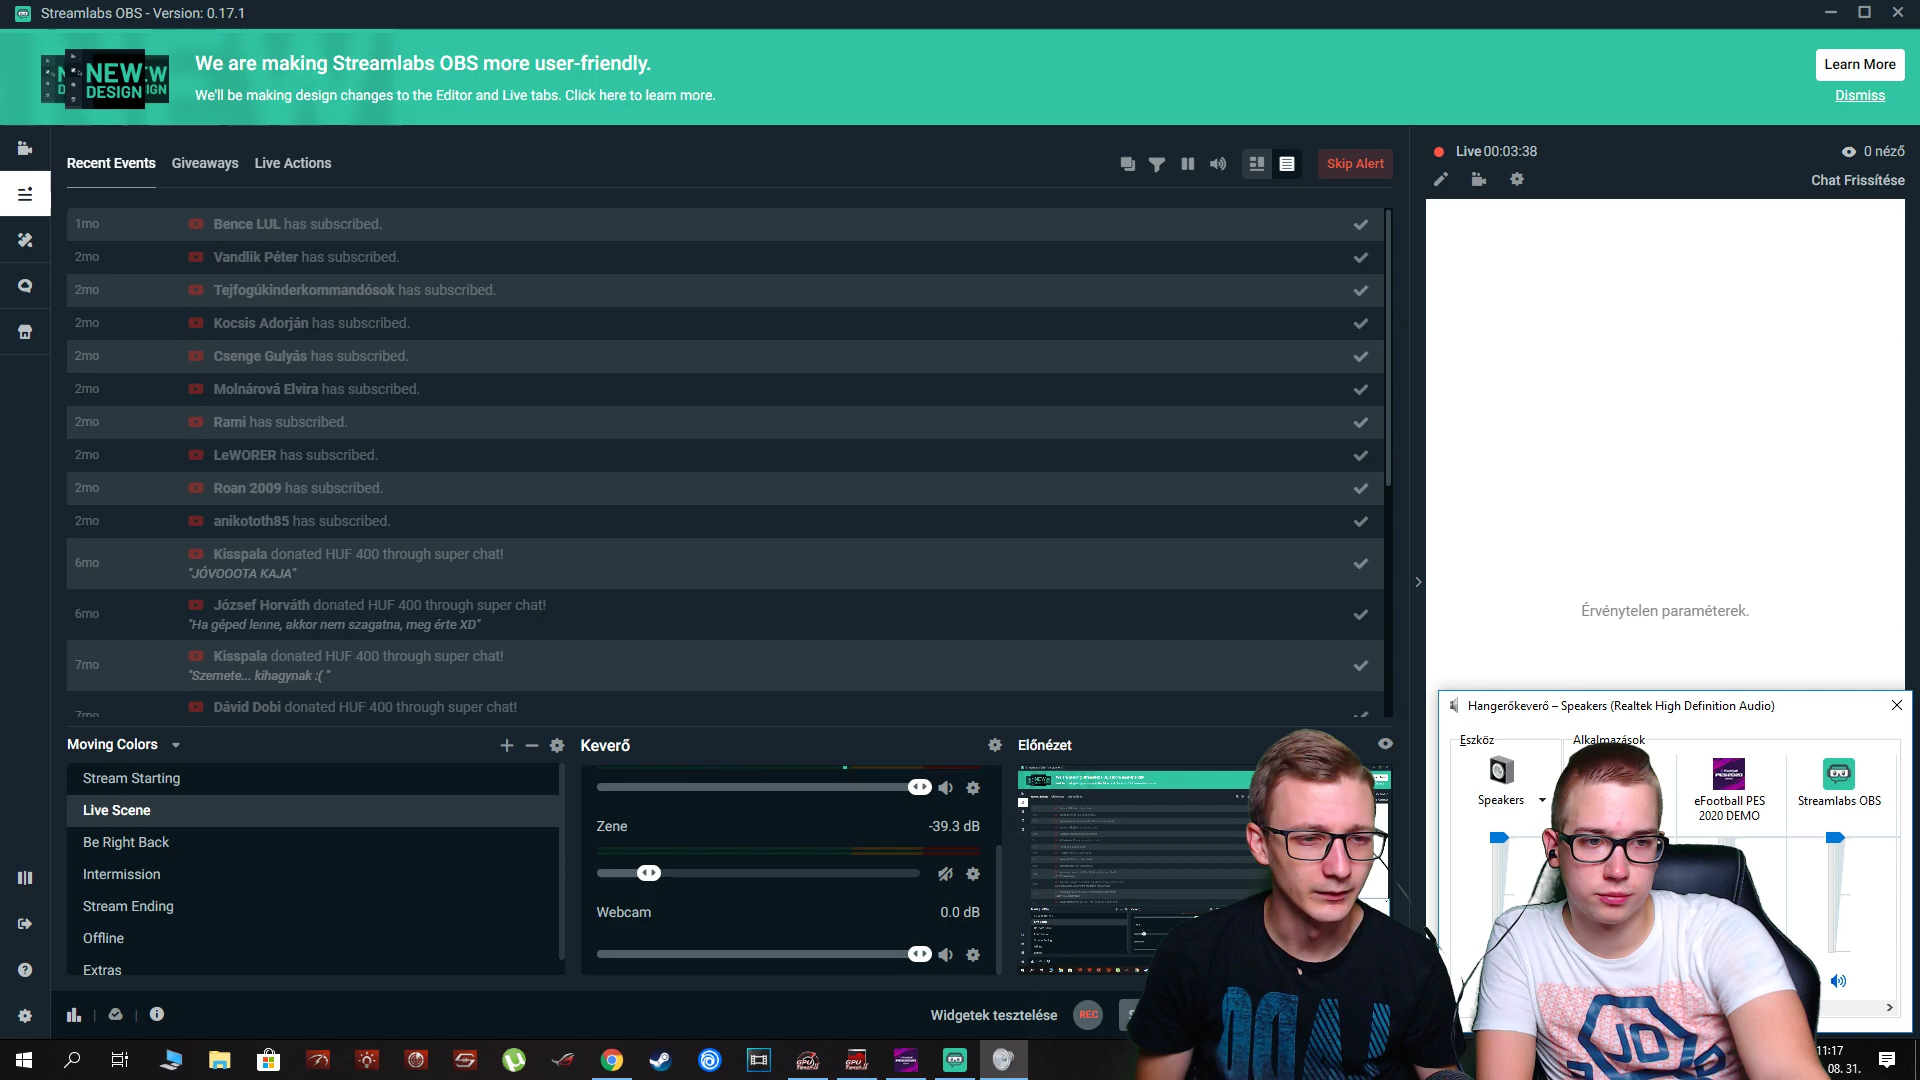 Streamlabs OBS - Version: 0.17.1
NEW DESIGN
We are making Streamlabs OBS more user-friendly.
We'll be making design changes to the Editor and Live tabs. Click here to learn more.
Learn More
Dismiss
Recent Events
Giveaways
Live Actions
Skip Alert
Live 00:03:38
0 néző
Chat Frissítése
1mo Bence LUL has subscribed.
2mo Vandlik Péter has subscribed.
2mo Tejfogúkinderkommandósok has subscribed.
2mo Kocsis Adorján has subscribed.
2mo Csenge Gulyás has subscribed.
2mo Molnárová Elvira has subscribed.
2mo Rami has subscribed.
2mo LeWORER has subscribed.
2mo Roan 2009 has subscribed.
2mo anikototh85 has subscribed.
6mo Kisspala donated HUF 400 through super chat!
"JÓVOOOTA KAJA"
6mo József Horváth donated HUF 400 through super chat!
"Ha géped lenne, akkor nem szagatna, meg érte XD"
7mo Kisspala donated HUF 400 through super chat!
"Szemete... kihagynak :( "
7mo Dávid Dobi donated HUF 400 through super chat!
Érvénytelen paraméterek.
Moving Colors
Stream Starting
Live Scene
Be Right Back
Intermission
Stream Ending
Offline
Extras
Keverő
Zene -39.3 dB
Webcam 0.0 dB
Előnézet
Hangerőkeverő – Speakers (Realtek High Definition Audio)
Eszköz
Alkalmazások
Speakers
eFootball PES
2020 DEMO
Streamlabs OBS
Widgetek tesztelése
REC
JD
11:17
08. 31.